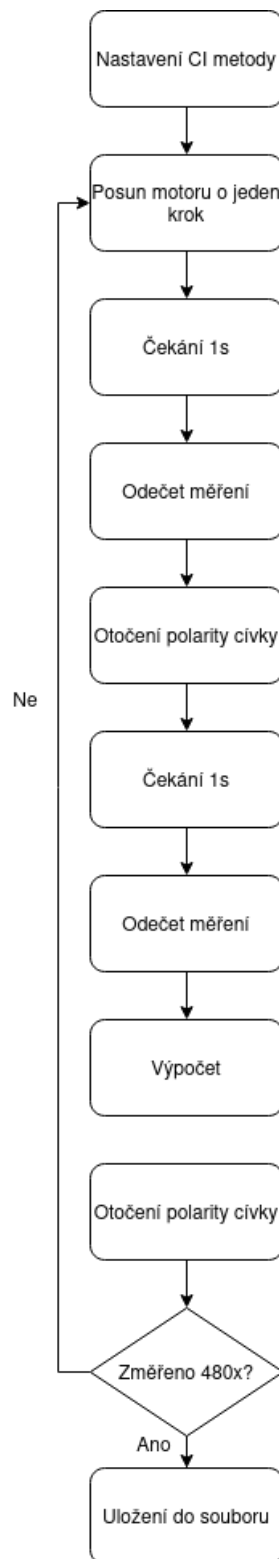 Nastavení CI metody
Posun motoru o jeden
krok
Čekání 1s
Odečet měření
Otočení polarity cívky
Ne
Čekání 1s
Odečet měření
Výpočet
Otočení polarity cívky
Změřeno 480x?
Ano
Uložení do souboru